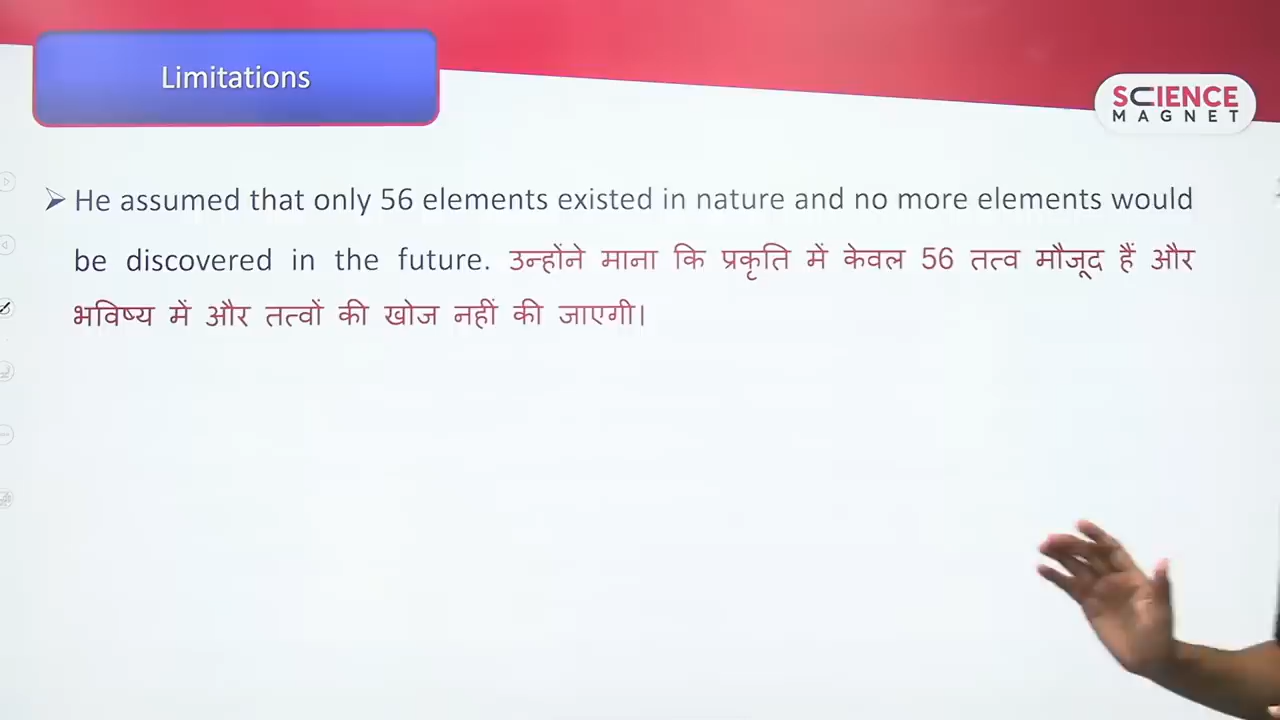 Limitations
SCIENCE
MAGNET
➢ He assumed that only 56 elements existed in nature and no more elements would
be discovered in the future. उन्होंने माना कि प्रकृति में केवल 56 तत्व मौजूद हैं और
भविष्य में और तत्वों की खोज नहीं की जाएगी।